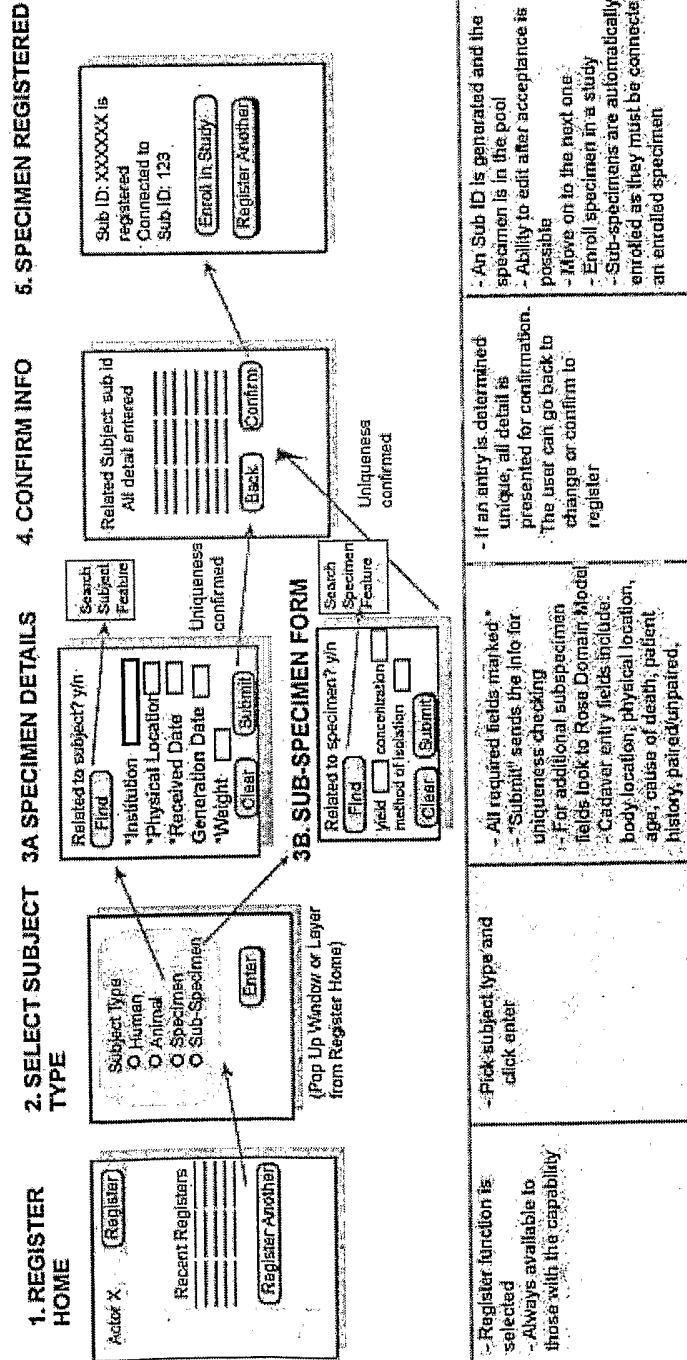 1. REGISTER
HOME
Actor X
Register
Recent Registers
Register Another
2. SELECT SUBJECT
TYPE
Subject Type
O Human
O Animal
O Specimen
O Sub-Specimen
Enter
(Pop Up Window or Layer
from Register Home)
3A SPECIMEN DETAILS
Related to subject? y/n
Find
*Institution
*Physical Location
*Received Date
Generation Date
*Weight
Clear
Submit
Search
Subject
Feature
Uniqueness
confirmed
3B. SUB-SPECIMEN FORM
Related to specimen? y/n
Find
Yield
concentration
method of isolation
Clear
Submit
Search
Specimen
Feature
Uniqueness
confirmed
4. CONFIRM INFO
Related Subject sub id
All detail entered
Back
Confirm
5. SPECIMEN REGISTERED
Sub ID: XXXXXX is
registered
Connected to
Sub-ID: 123
Enroll in Study
Register Another
- Register function is
selected
- Always available to
those with the capability
- Pick subject type and
click enter
- All required fields marked *
- "Submit" sends the info for
uniqueness checking
- For additional subspecimen
fields look to Rose Domain Model
- Cadaver entry fields include:
body location, physical location,
age, cause of death, patient
history, paired/unpaired,
- If an entry is determined
unique, all detail is
presented for confirmation.
The user can go back to
change or confirm to
register
- An Sub ID is generated and the
specimen is in the pool
- Ability to edit after acceptance is
possible
- Move on to the next one
- Enroll specimen in a study
- Sub-specimens are automatically
enrolled as they must be connecte
an enrolled specimen